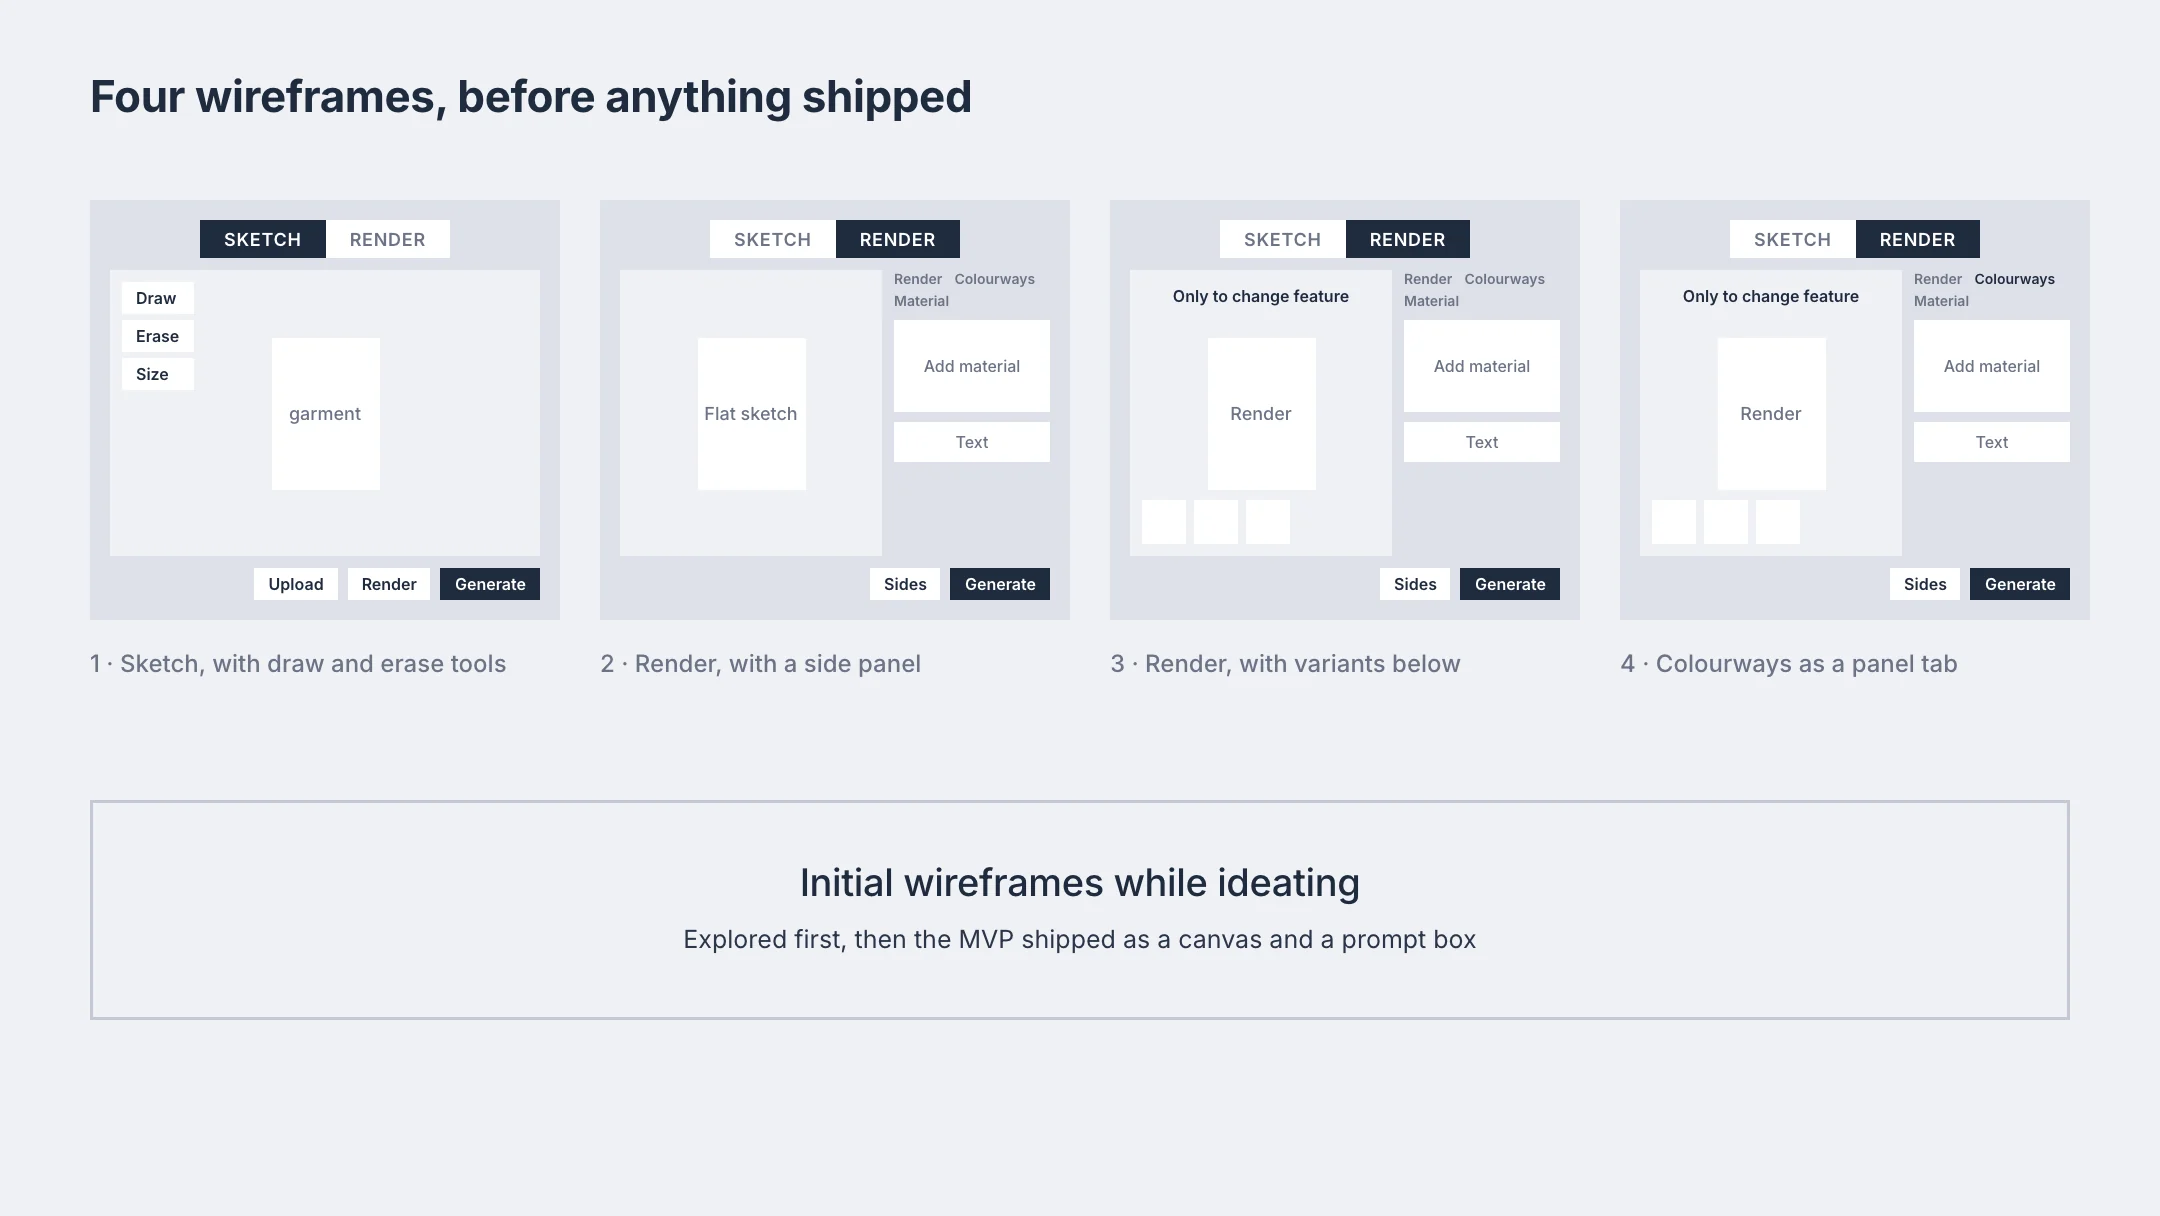 Four wireframes, before anything shipped
SKETCH RENDER
Draw
Erase
Size
garment
Upload Render Generate
1 · Sketch, with draw and erase tools
SKETCH RENDER
Render Colourways
Material
Flat sketch
Add material
Text
Sides Generate
2 · Render, with a side panel
SKETCH RENDER
Only to change feature
Render Colourways
Material
Render
Add material
Text
Sides Generate
3 · Render, with variants below
SKETCH RENDER
Only to change feature
Render Colourways
Material
Render
Add material
Text
Sides Generate
4 · Colourways as a panel tab
Initial wireframes while ideating
Explored first, then the MVP shipped as a canvas and a prompt box